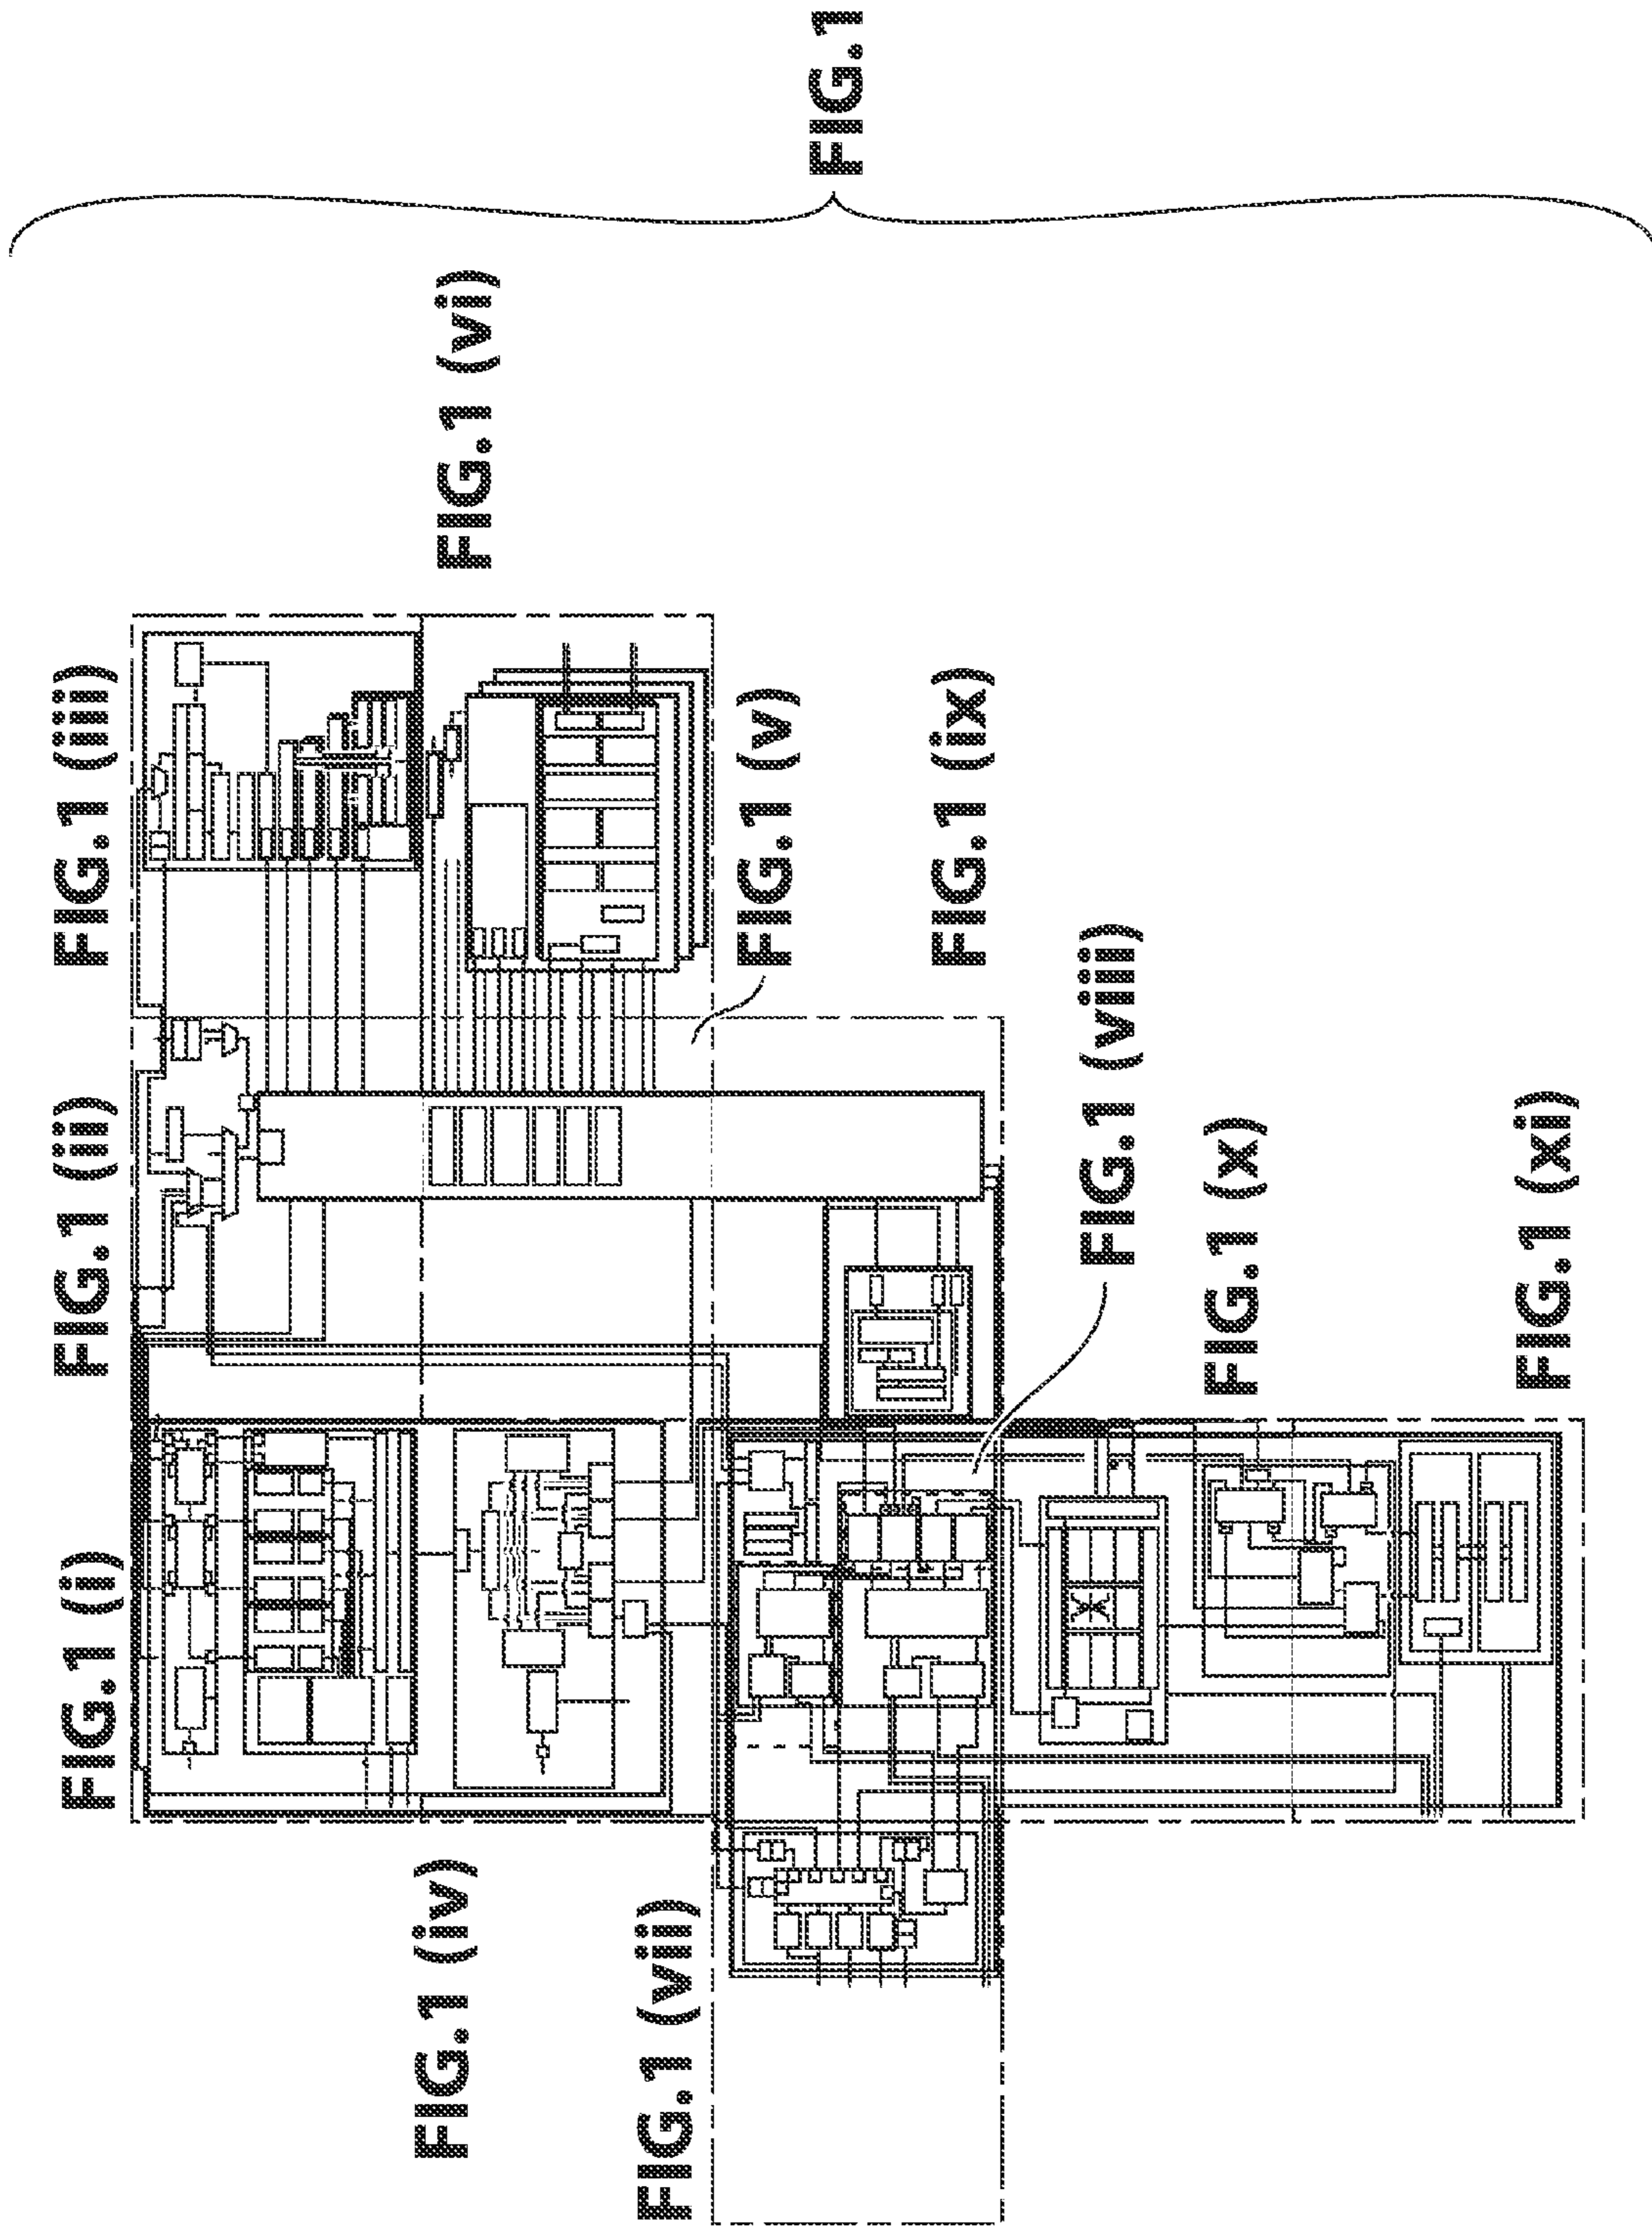 FIG.1
FIG.1 (i)
FIG.1 (ii)
FIG.1 (iii)
FIG.1 (iv)
FIG.1 (vi)
FIG.1 (vii)
FIG.1 (v)
FIG.1 (ix)
FIG.1 (viii)
FIG.1 (x)
FIG.1 (xi)